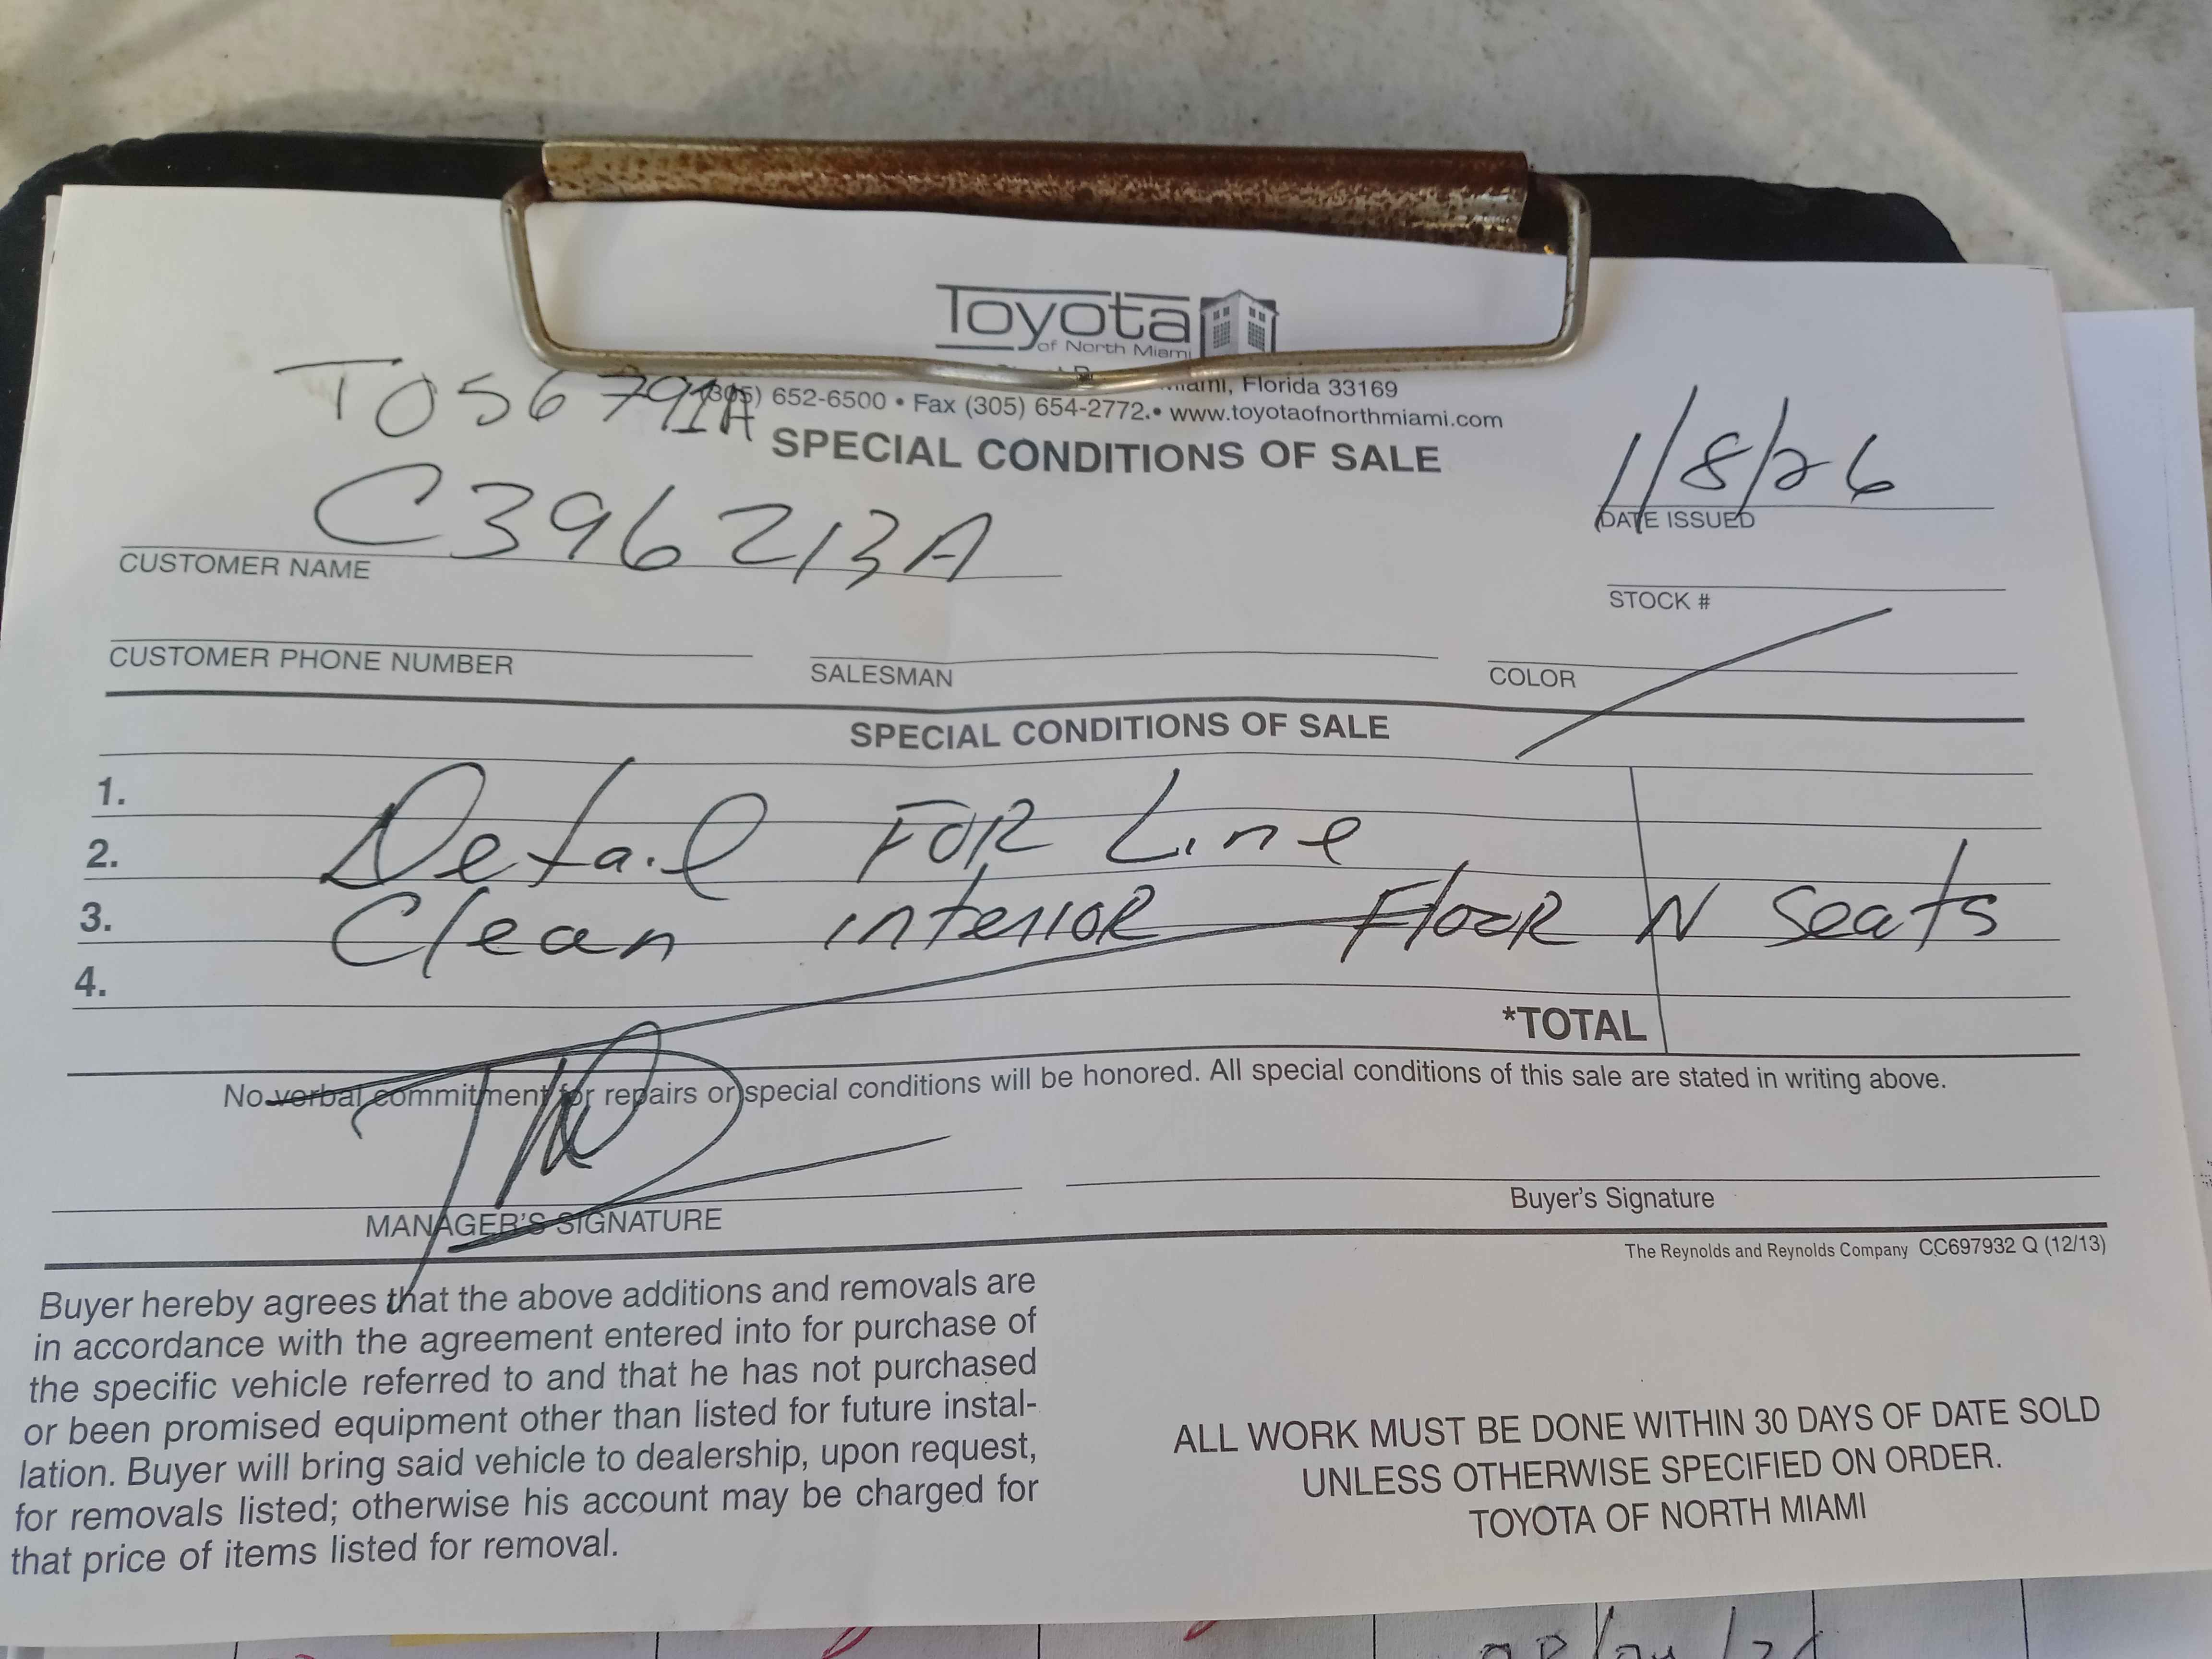 Toyota
of North Miami
Miami, Florida 33169
T056791A
(305) 652-6500 • Fax (305) 654-2772.• www.toyotaofnorthmiami.com
SPECIAL CONDITIONS OF SALE
1/8/26
DATE ISSUED
C396213A
CUSTOMER NAME
STOCK #
CUSTOMER PHONE NUMBER
SALESMAN
COLOR
SPECIAL CONDITIONS OF SALE
1.
2. Detail FOR Line
3. Clean interioR FlooR N Seats
4.
*TOTAL
No verbal commitment for repairs or special conditions will be honored. All special conditions of this sale are stated in writing above.
MANAGER'S SIGNATURE
Buyer's Signature
The Reynolds and Reynolds Company CC697932 Q (12/13)
Buyer hereby agrees that the above additions and removals are
in accordance with the agreement entered into for purchase of
the specific vehicle referred to and that he has not purchased
or been promised equipment other than listed for future instal-
lation. Buyer will bring said vehicle to dealership, upon request,
for removals listed; otherwise his account may be charged for
that price of items listed for removal.
ALL WORK MUST BE DONE WITHIN 30 DAYS OF DATE SOLD
UNLESS OTHERWISE SPECIFIED ON ORDER.
TOYOTA OF NORTH MIAMI